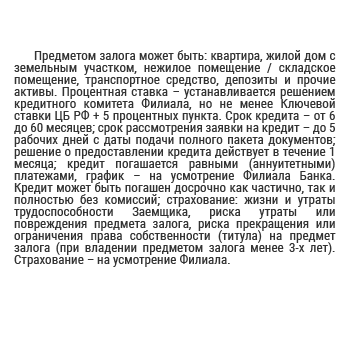 Предметом залога может быть: квартира, жилой дом с
земельным участком, нежилое помещение / складское
помещение, транспортное средство, депозиты и прочие
активы. Процентная ставка – устанавливается решением
кредитного комитета Филиала, но не менее Ключевой
ставки ЦБ РФ + 5 процентных пункта. Срок кредита – от 6
до 60 месяцев; срок рассмотрения заявки на кредит – до 5
рабочих дней с даты подачи полного пакета документов;
решение о предоставлении кредита действует в течение 1
месяца; кредит погашается равными (аннуитетными)
платежами, график – на усмотрение Филиала Банка.
Кредит может быть погашен досрочно как частично, так и
полностью без комиссий; страхование: жизни и утраты
трудоспособности Заемщика, риска утраты или
повреждения предмета залога, риска прекращения или
ограничения права собственности (титула) на предмет
залога (при владении предметом залога менее 3-х лет).
Страхование – на усмотрение Филиала.